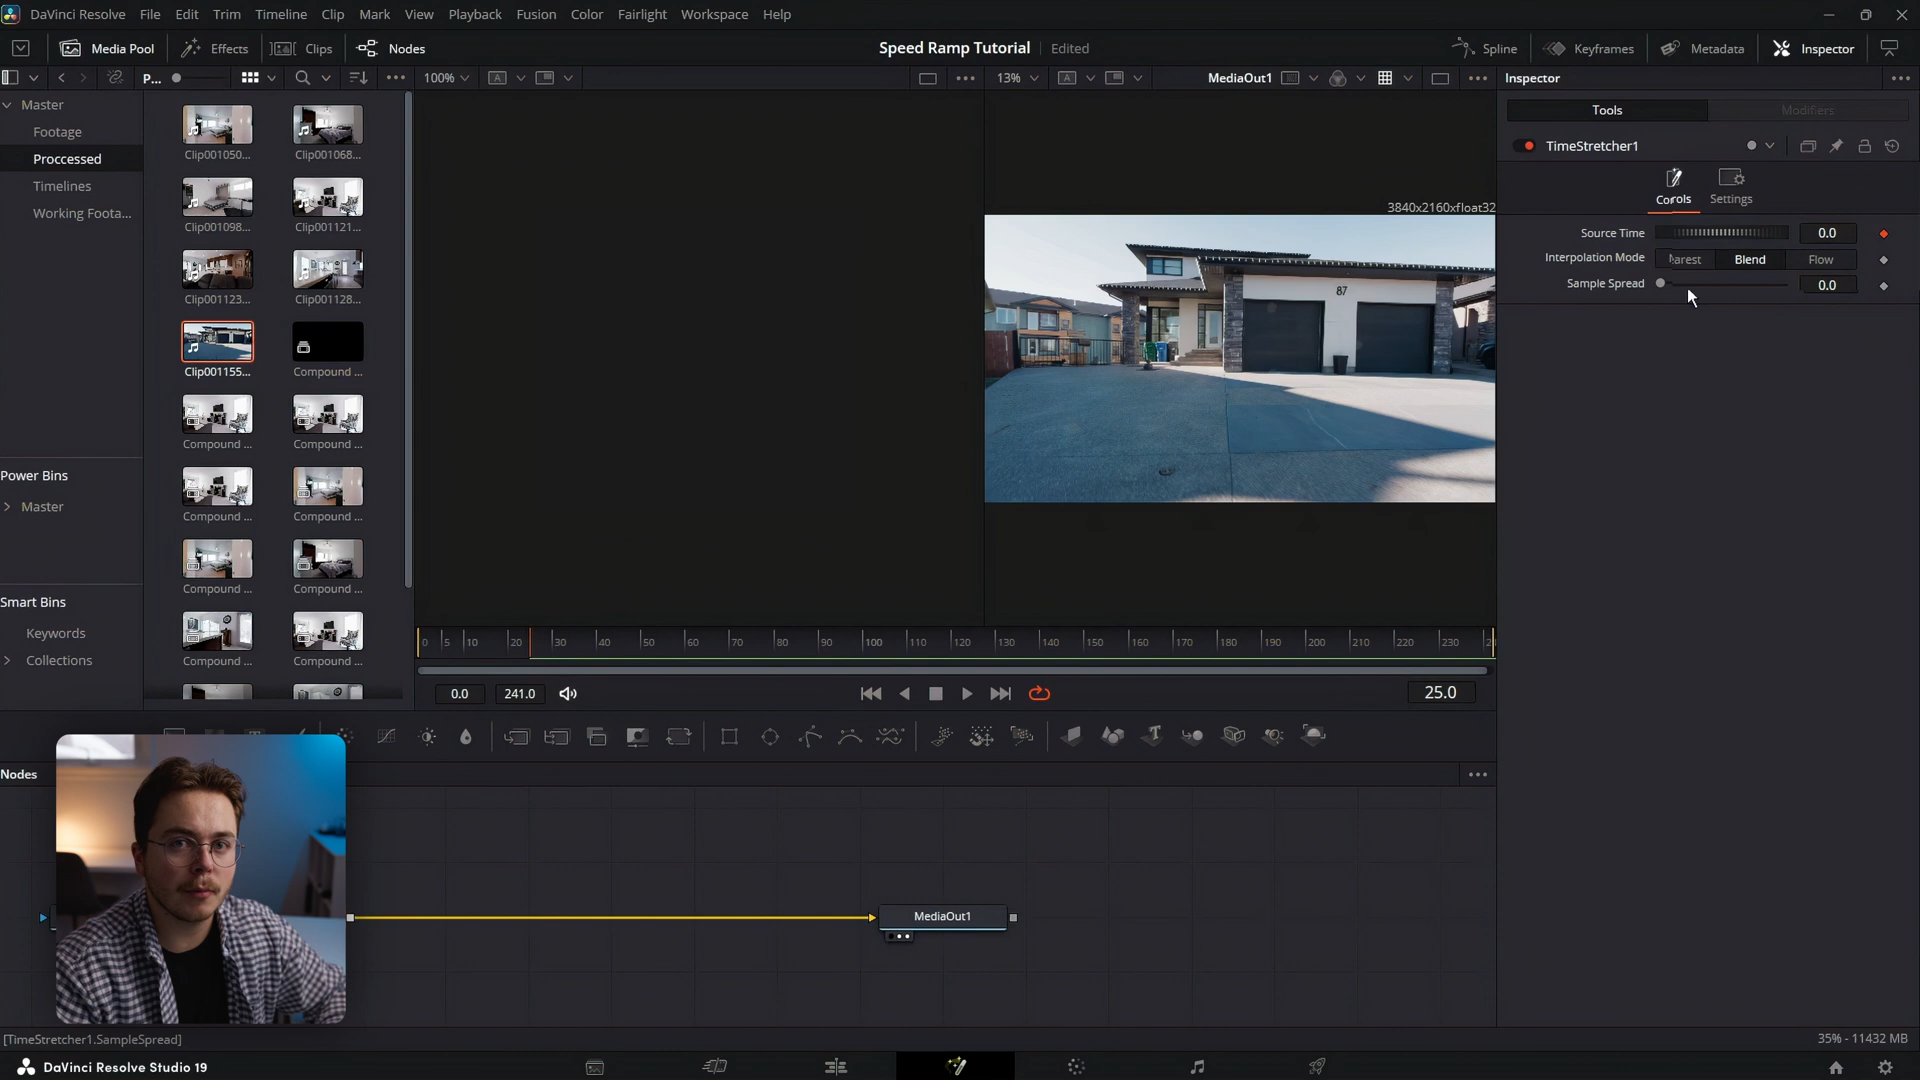 DaVinci Resolve File Edit Trim Timeline Clip Mark View Playback Fusion Color Fairlight Workspace Help
Media Pool Effects Clips Nodes Speed Ramp Tutorial Edited Spline Keyframes Metadata Inspector
P... 100% 13% MediaOut1 Inspector
Master
Footage
Proccessed
Timelines
Working Foota...
Power Bins
Master
Smart Bins
Keywords
Collections
Clip001050... Clip001068...
Clip001098... Clip001121...
Clip001123... Clip001128...
Clip001155... Compound ...
Compound ... Compound ...
Compound ... Compound ...
Compound ... Compound ...
Compound ... Compound ...
3840x2160xfloat32
87
Tools Modifiers
TimeStretcher1
Settings
Source Time 0.0
Interpolation Mode Blend Flow
Sample Spread 0.0
0 5 10 20 30 40 50 60 70 80 90 100 110 120 130 140 150 160 170 180 190 200 210 220 230
0.0 241.0 25.0
Nodes
MediaOut1
[TimeStretcher1.SampleSpread] 35% - 11432 MB
DaVinci Resolve Studio 19